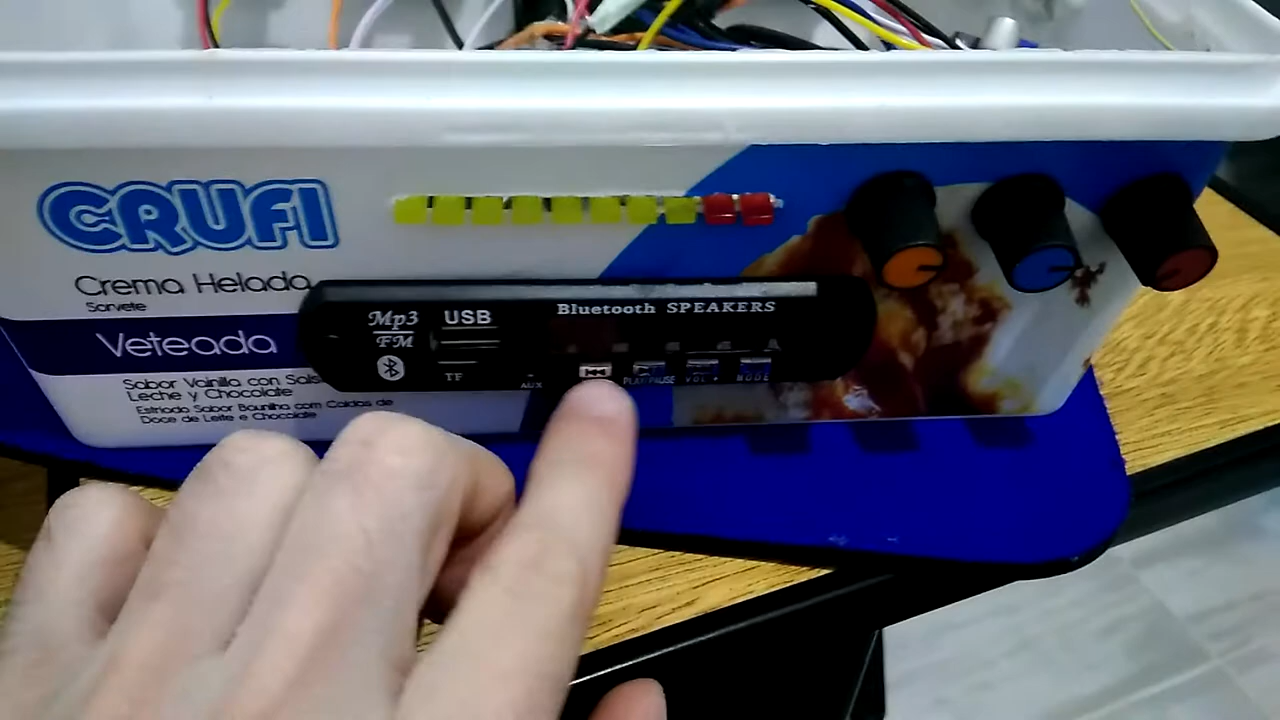 CRUFI
Crema Helada
Sorvete
Veteada
Sabor Vainilla con Sals
Leche y Chocolate
Estriado Sabor Baunilha com Caldas de
Doce de Leite e Chocolate
Mp3
FM
USB
TF
Bluetooth SPEAKERS
AUX
PLAY/PAUSE
VOL +
MODE